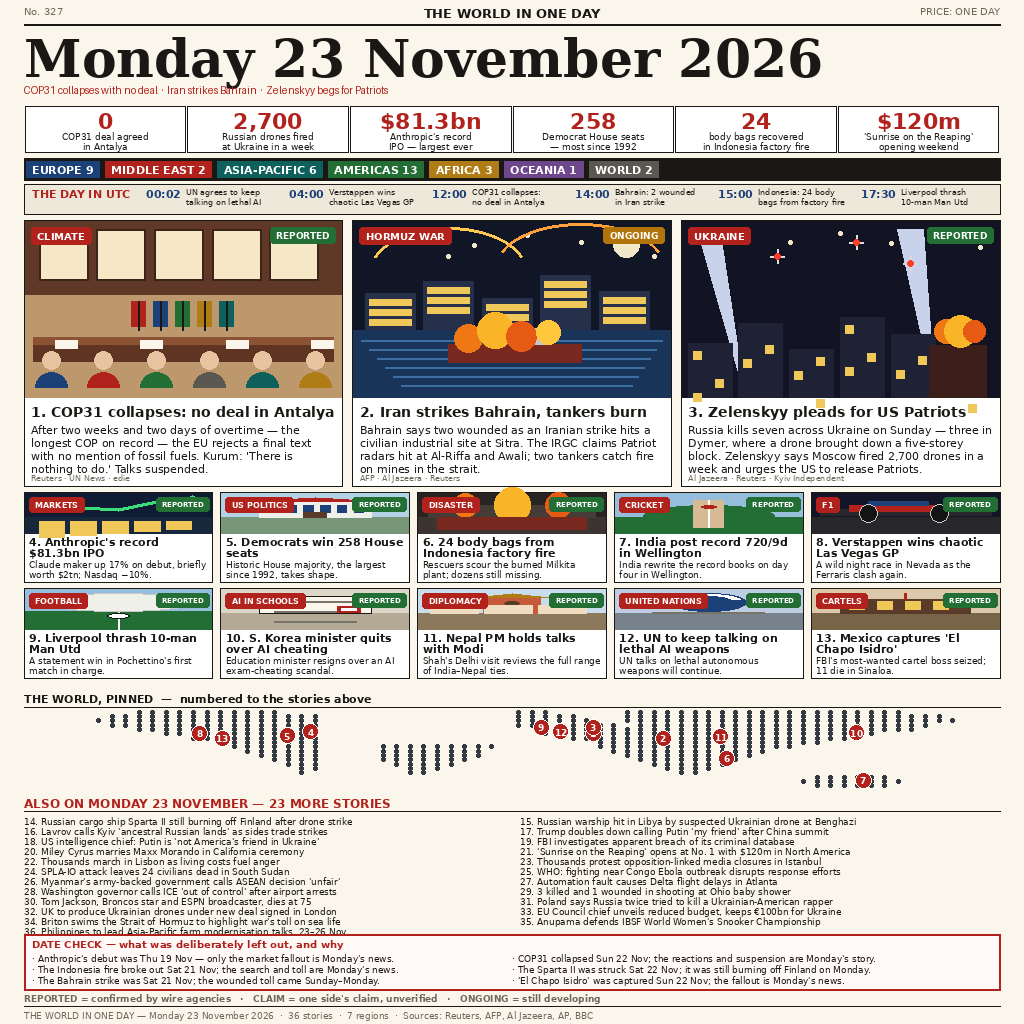 No. 327
THE WORLD IN ONE DAY
PRICE: ONE DAY
Monday 23 November 2026
COP31 collapses with no deal · Iran strikes Bahrain · Zelenskyy begs for Patriots
0
COP31 deal agreed
in Antalya
2,700
Russian drones fired
at Ukraine in a week
$81.3bn
Anthropic's record
IPO — largest ever
258
Democrat House seats
— most since 1992
24
body bags recovered
in Indonesia factory fire
$120m
'Sunrise on the Reaping'
opening weekend
EUROPE 9
MIDDLE EAST 2
ASIA-PACIFIC 6
AMERICAS 13
AFRICA 3
OCEANIA 1
WORLD 2
THE DAY IN UTC
00:02 UN agrees to keep
talking on lethal AI
04:00 Verstappen wins
chaotic Las Vegas GP
12:00 COP31 collapses:
no deal in Antalya
14:00 Bahrain: 2 wounded
in Iran strike
15:00 Indonesia: 24 body
bags from factory fire
17:30 Liverpool thrash
10-man Man Utd
CLIMATE
REPORTED
1. COP31 collapses: no deal in Antalya
After two weeks and two days of overtime — the
longest COP on record — the EU rejects a final text
with no mention of fossil fuels. Kurum: 'There is
nothing to do.' Talks suspended.
Reuters · UN News · edie
HORMUZ WAR
ONGOING
2. Iran strikes Bahrain, tankers burn
Bahrain says two wounded as an Iranian strike hits a
civilian industrial site at Sitra. The IRGC claims Patriot
radars hit at Al-Riffa and Awali; two tankers catch fire
on mines in the strait.
AFP · Al Jazeera · Reuters
UKRAINE
REPORTED
3. Zelenskyy pleads for US Patriots
Russia kills seven across Ukraine on Sunday — three in
Dymer, where a drone brought down a five-storey
block. Zelenskyy says Moscow fired 2,700 drones in a
week and urges the US to release Patriots.
Al Jazeera · Reuters · Kyiv Independent
MARKETS
REPORTED
4. Anthropic's record
$81.3bn IPO
Claude maker up 17% on debut, briefly
worth $2tn; Nasdaq −10%.
US POLITICS
REPORTED
5. Democrats win 258 House
seats
Historic House majority, the largest
since 1992, takes shape.
DISASTER
REPORTED
6. 24 body bags from
Indonesia factory fire
Rescuers scour the burned Milkita
plant; dozens still missing.
CRICKET
REPORTED
7. India post record 720/9d
in Wellington
India rewrite the record books on day
four in Wellington.
F1
REPORTED
8. Verstappen wins chaotic
Las Vegas GP
A wild night race in Nevada as the
Ferraris clash again.
FOOTBALL
REPORTED
9. Liverpool thrash 10-man
Man Utd
A statement win in Pochettino's first
match in charge.
AI IN SCHOOLS
REPORTED
10. S. Korea minister quits
over AI cheating
Education minister resigns over an AI
exam-cheating scandal.
DIPLOMACY
REPORTED
11. Nepal PM holds talks
with Modi
Shah's Delhi visit reviews the full range
of India–Nepal ties.
UNITED NATIONS
REPORTED
12. UN to keep talking on
lethal AI weapons
UN talks on lethal autonomous
weapons will continue.
CARTELS
REPORTED
13. Mexico captures 'El
Chapo Isidro'
FBI's most-wanted cartel boss seized;
11 die in Sinaloa.
THE WORLD, PINNED — numbered to the stories above
8
13
5
4
9
12
3
2
11
6
10
7
ALSO ON MONDAY 23 NOVEMBER — 23 MORE STORIES
14. Russian cargo ship Sparta II still burning off Finland after drone strike
15. Russian warship hit in Libya by suspected Ukrainian drone at Benghazi
16. Lavrov calls Kyiv 'ancestral Russian lands' as sides trade strikes
17. Trump doubles down calling Putin 'my friend' after China summit
18. US intelligence chief: Putin is 'not America's friend in Ukraine'
19. FBI investigates apparent breach of its criminal database
20. Miley Cyrus marries Maxx Morando in California ceremony
21. 'Sunrise on the Reaping' opens at No. 1 with $120m in North America
22. Thousands march in Lisbon as living costs fuel anger
23. Thousands protest opposition-linked media closures in Istanbul
24. SPLA-IO attack leaves 24 civilians dead in South Sudan
25. WHO: fighting near Congo Ebola outbreak disrupts response efforts
26. Myanmar's army-backed government calls ASEAN decision 'unfair'
27. Automation fault causes Delta flight delays in Atlanta
28. Washington governor calls ICE 'out of control' after airport arrests
29. 3 killed and 1 wounded in shooting at Ohio baby shower
30. Tom Jackson, Broncos star and ESPN broadcaster, dies at 75
31. Poland says Russia twice tried to kill a Ukrainian-American rapper
32. UK to produce Ukrainian drones under new deal signed in London
33. EU Council chief unveils reduced budget, keeps €100bn for Ukraine
34. Briton swims the Strait of Hormuz to highlight war's toll on sea life
35. Anupama defends IBSF World Women's Snooker Championship
36. Philippines to lead Asia-Pacific farm modernisation talks, 23–26 Nov
DATE CHECK — what was deliberately left out, and why
· Anthropic's debut was Thu 19 Nov — only the market fallout is Monday's news.
· COP31 collapsed Sun 22 Nov; the reactions and suspension are Monday's story.
· The Indonesia fire broke out Sat 21 Nov; the search and toll are Monday's news.
· The Sparta II was struck Sat 22 Nov; it was still burning off Finland on Monday.
· The Bahrain strike was Sat 21 Nov; the wounded toll came Sunday–Monday.
· 'El Chapo Isidro' was captured Sun 22 Nov; the fallout is Monday's news.
REPORTED = confirmed by wire agencies · CLAIM = one side's claim, unverified · ONGOING = still developing
THE WORLD IN ONE DAY — Monday 23 November 2026 · 36 stories · 7 regions · Sources: Reuters, AFP, Al Jazeera, AP, BBC